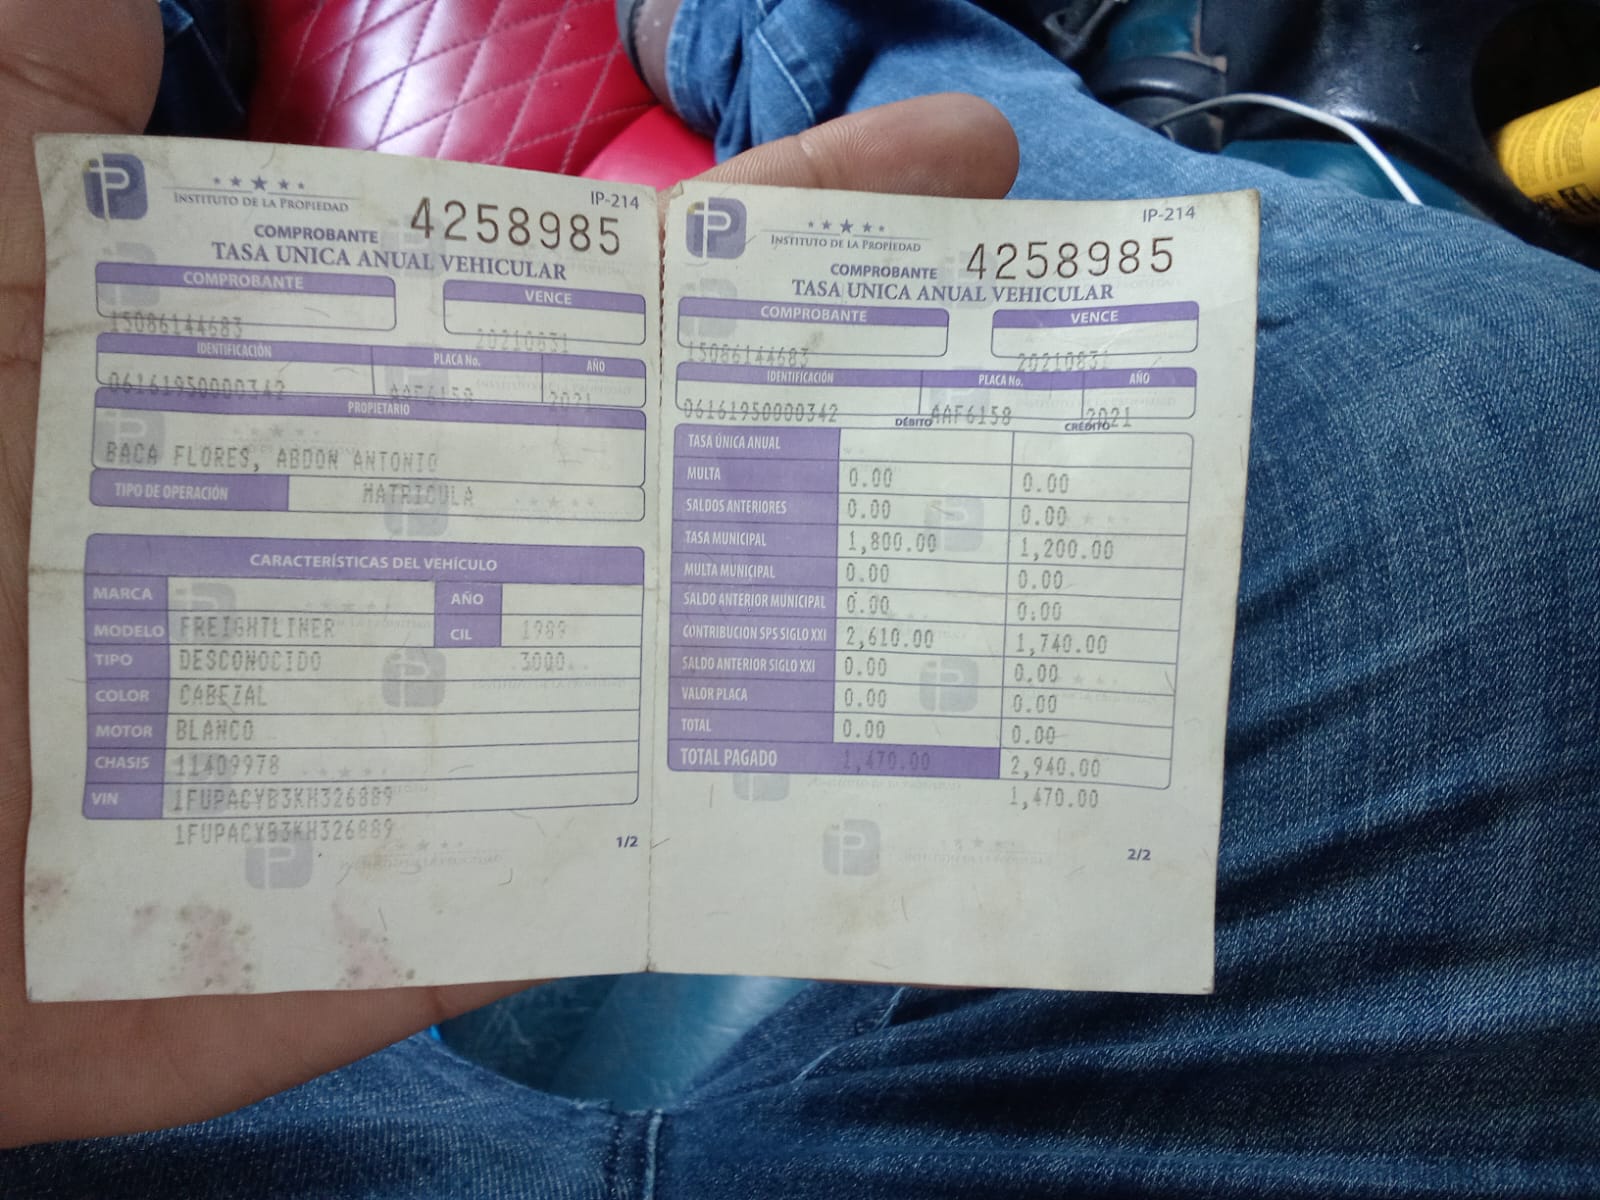 iP
INSTITUTO DE LA PROPIEDAD
IP-214
COMPROBANTE 4258985
TASA UNICA ANUAL VEHICULAR
COMPROBANTE VENCE
15086144683 20210831
IDENTIFICACIÓN PLACA No. AÑO
06161950000342 AAF6158 2021
PROPIETARIO
BACA FLORES, ABDON ANTONIO
TIPO DE OPERACIÓN MATRICULA
CARACTERÍSTICAS DEL VEHÍCULO
MARCA AÑO
MODELO FREIGHTLINER CIL 1989
TIPO DESCONOCIDO 3000
COLOR CABEZAL
MOTOR BLANCO
CHASIS 11409978
VIN 1FUPACYB3KH326889
1FUPACYB3KH326889
1/2
iP
INSTITUTO DE LA PROPIEDAD
IP-214
COMPROBANTE 4258985
TASA UNICA ANUAL VEHICULAR
COMPROBANTE VENCE
15086144683 20210831
IDENTIFICACIÓN PLACA No. AÑO
06161950000342 AAF6158 2021
DÉBITO CRÉDITO
TASA ÚNICA ANUAL
MULTA 0.00 0.00
SALDOS ANTERIORES 0.00 0.00
TASA MUNICIPAL 1,800.00 1,200.00
MULTA MUNICIPAL 0.00 0.00
SALDO ANTERIOR MUNICIPAL 0.00 0.00
CONTRIBUCION SPS SIGLO XXI 2,610.00 1,740.00
SALDO ANTERIOR SIGLO XXI 0.00 0.00
VALOR PLACA 0.00 0.00
TOTAL 0.00 0.00
TOTAL PAGADO 1,470.00 2,940.00
1,470.00
2/2